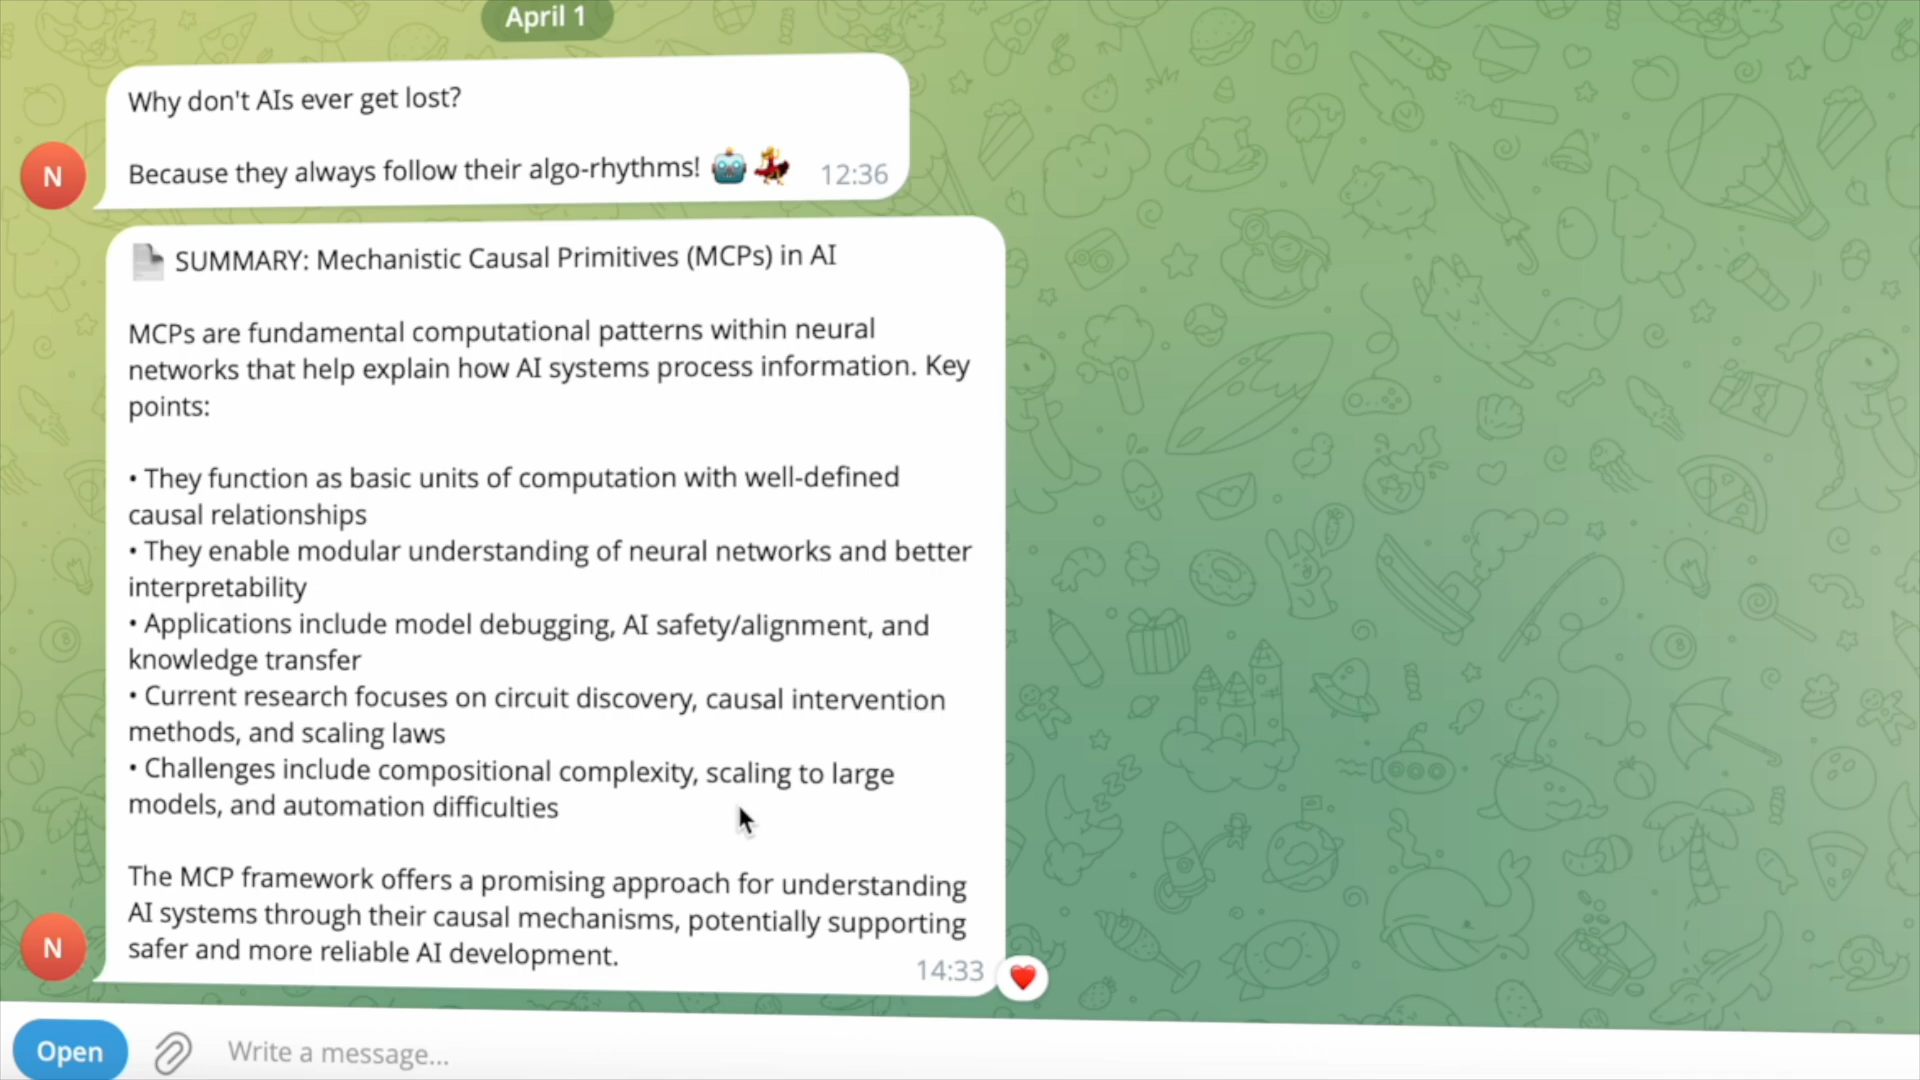 April 1
Why don't AIs ever get lost?
Because they always follow their algo-rhythms! 🤖💃
12:36
N
📄 SUMMARY: Mechanistic Causal Primitives (MCPs) in AI
MCPs are fundamental computational patterns within neural
networks that help explain how AI systems process information. Key
points:
• They function as basic units of computation with well-defined
causal relationships
• They enable modular understanding of neural networks and better
interpretability
• Applications include model debugging, AI safety/alignment, and
knowledge transfer
• Current research focuses on circuit discovery, causal intervention
methods, and scaling laws
• Challenges include compositional complexity, scaling to large
models, and automation difficulties
The MCP framework offers a promising approach for understanding
AI systems through their causal mechanisms, potentially supporting
safer and more reliable AI development.
N
14:33
❤️
Open
Write a message...